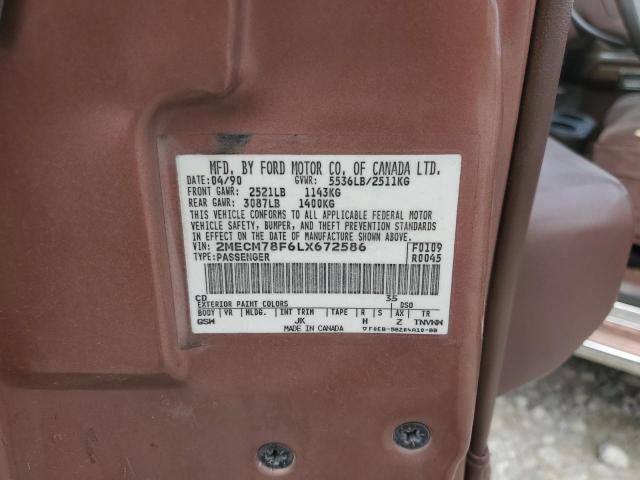 MFD. BY FORD MOTOR CO. OF CANADA LTD.
DATE: 04/90 GVWR: 5536LB/2511KG
FRONT GAWR: 2521LB 1143KG
REAR GAWR: 3087LB 1400KG
THIS VEHICLE CONFORMS TO ALL APPLICABLE FEDERAL MOTOR
VEHICLE SAFETY, BUMPER, AND THEFT PREVENTION STANDARDS
IN EFFECT ON THE DATE OF MANUFACTURE SHOWN ABOVE.
VIN: 2MECM78F6LX672586 F0109
TYPE: PASSENGER R0045
CD 35
EXTERIOR PAINT COLORS DSO
BODY VR MLDG. INT TRIM TAPE R S AX TR
GSW JK H Z TNVNW
MADE IN CANADA